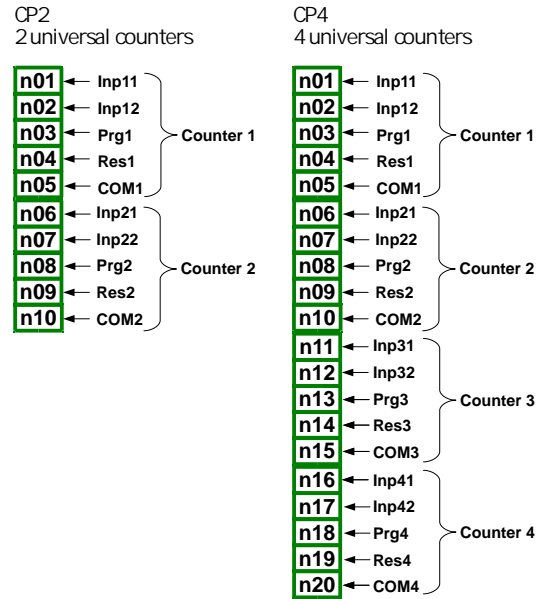 CP2
2 universal counters
n01 Inp11
n02 Inp12
n03 Prg1 Counter 1
n04 Res1
n05 COM1
n06 Inp21
n07 Inp22
n08 Prg2 Counter 2
n09 Res2
n10 COM2
CP4
4 universal counters
n01 Inp11
n02 Inp12
n03 Prg1 Counter 1
n04 Res1
n05 COM1
n06 Inp21
n07 Inp22
n08 Prg2 Counter 2
n09 Res2
n10 COM2
n11 Inp31
n12 Inp32
n13 Prg3 Counter 3
n14 Res3
n15 COM3
n16 Inp41
n17 Inp42
n18 Prg4 Counter 4
n19 Res4
n20 COM4